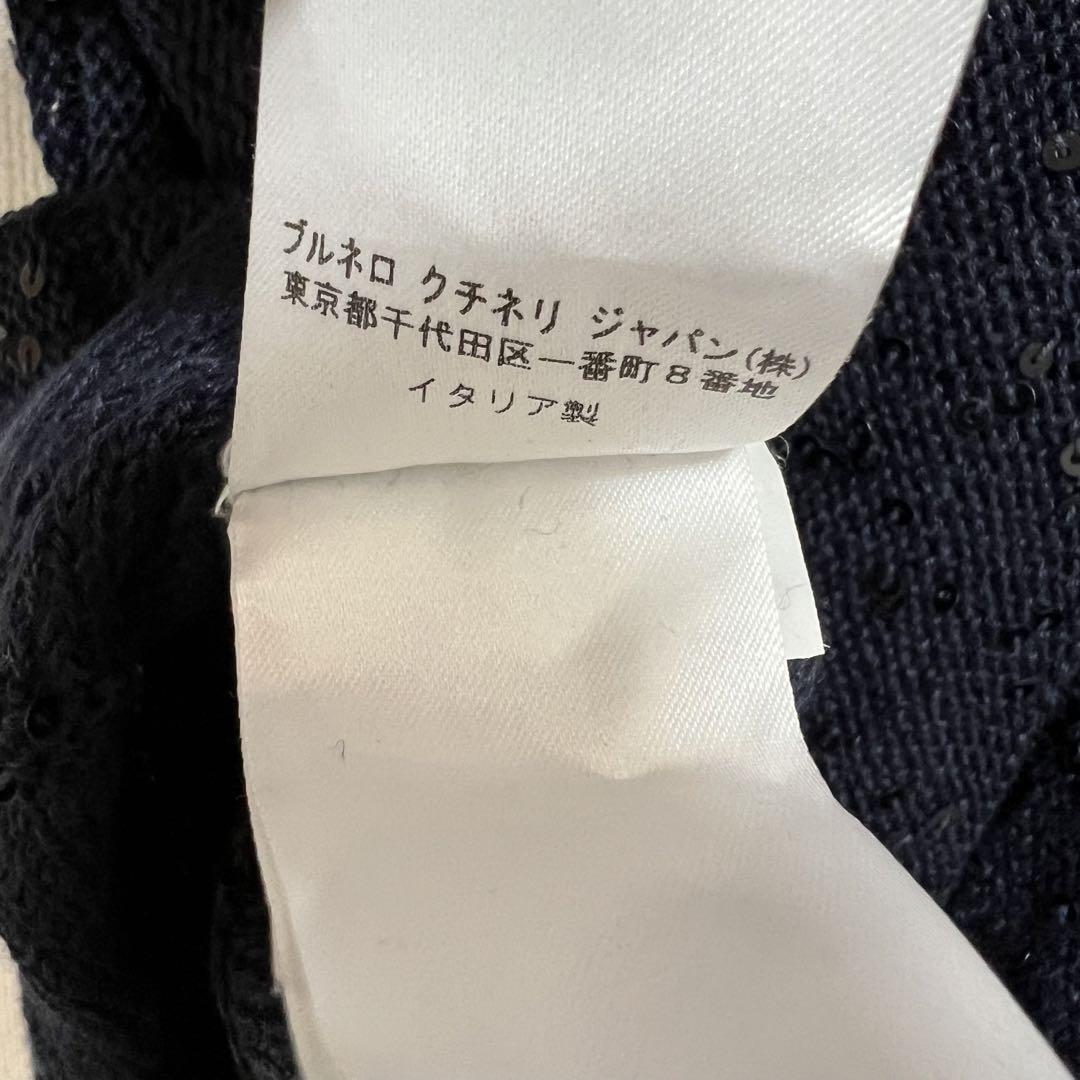 ブルネロ クチネリ ジャパン(株)
東京都千代田区一番町8番地
イタリア製